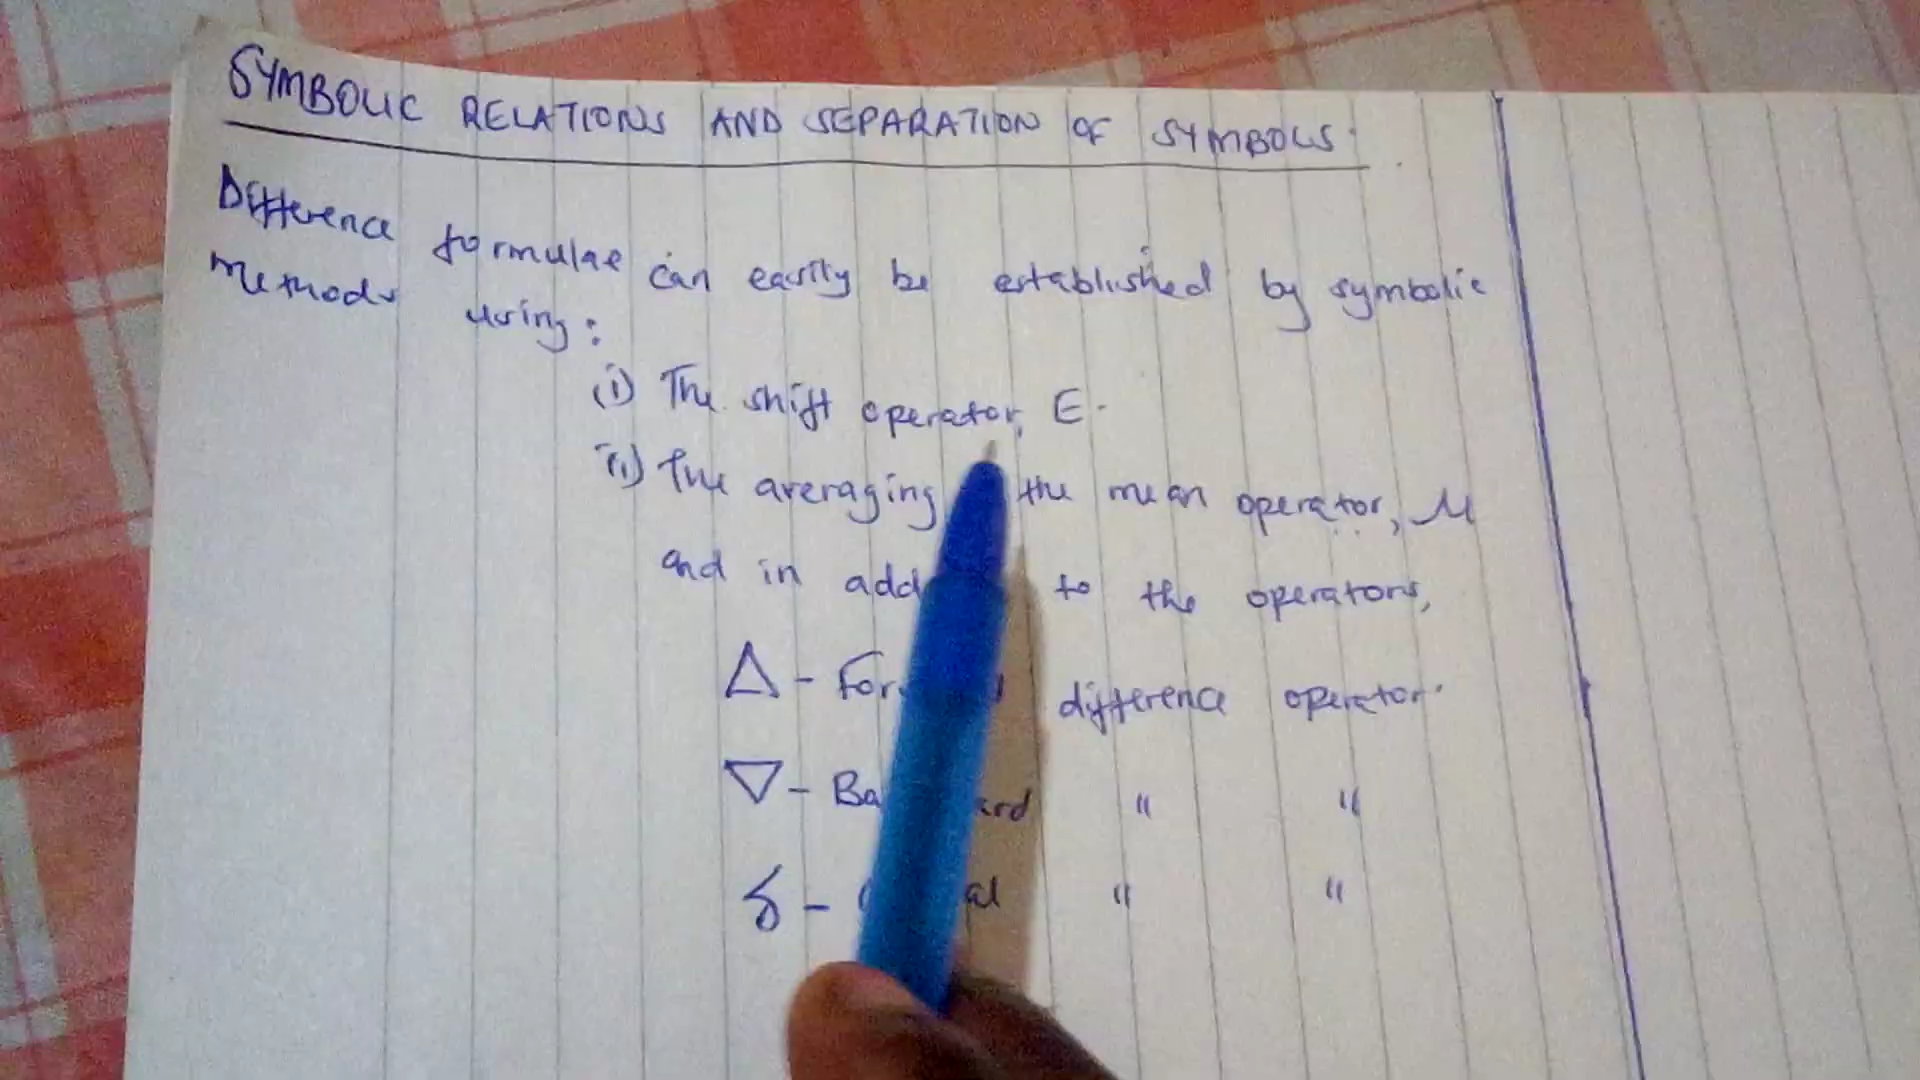 SYMBOLIC RELATIONS AND SEPARATION OF SYMBOLS.
Difference formulae can easily be established by symbolic
methods using:
(i) The shift operator, E.
(ii) The averaging the mean operator, μ
and in add to the operators,
Δ - For difference operator.
∇ - Ba ard " "
δ - al " "